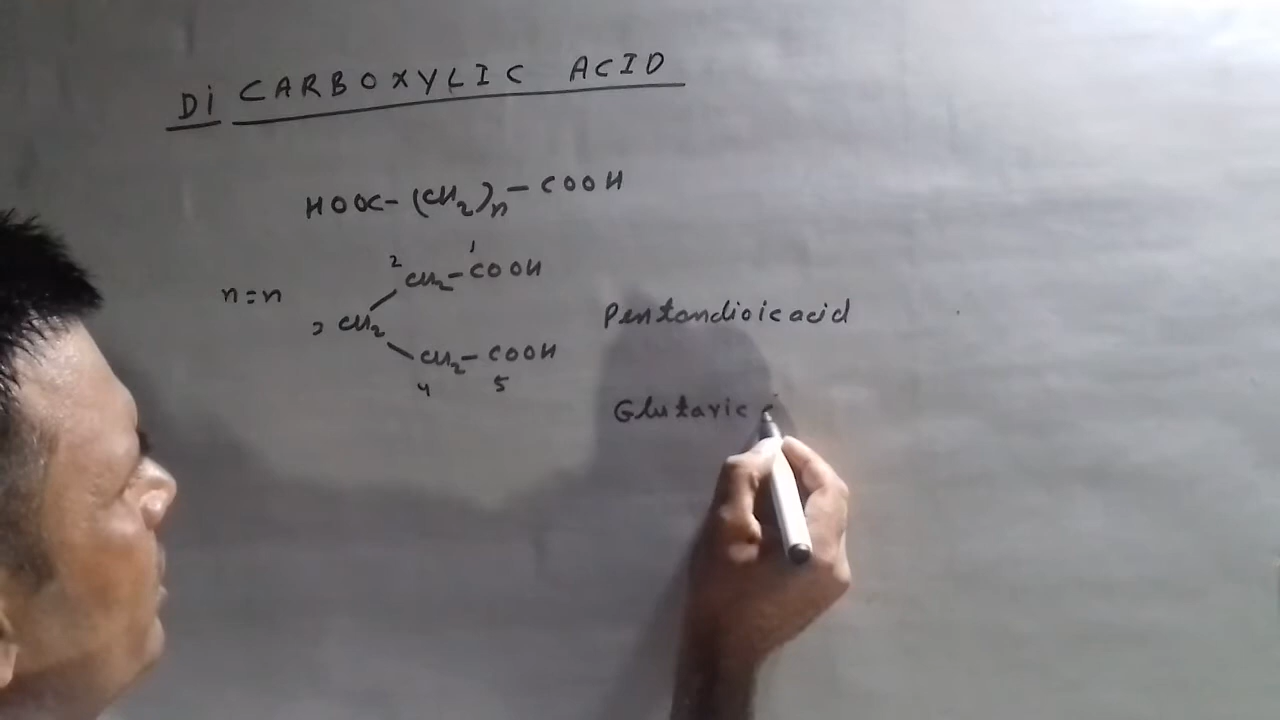 Di CARBOXYLIC ACID
HOOC-(CH2)n-COOH
1
2 CH2-COOH
n=n
3 CH2
Pentandioic acid
CH2-COOH
4 5
Glutaric